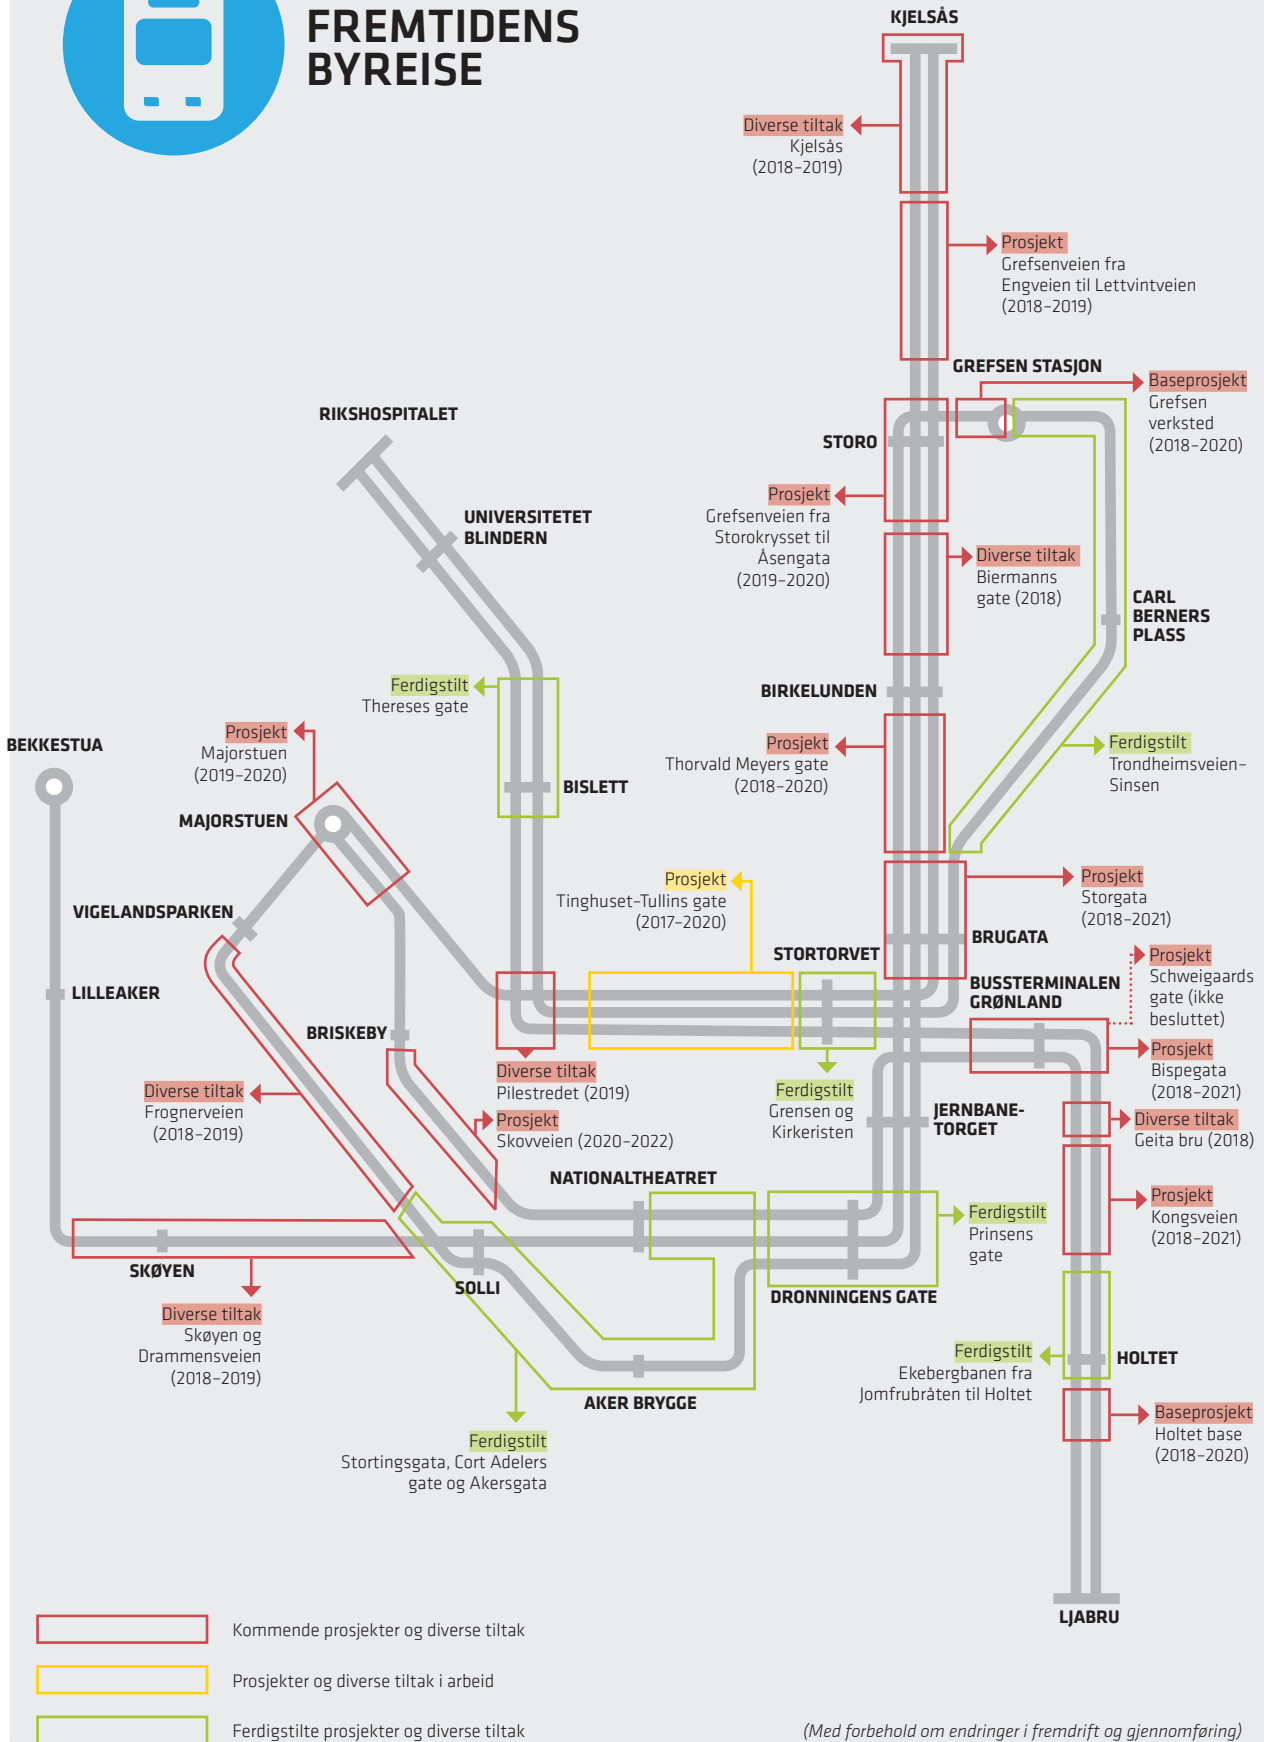 FREMTIDENS
BYREISE
KJELSÅS
Diverse tiltak
Kjelsås
(2018–2019)
Prosjekt
Grefsenveien fra
Engveien til Lettvintveien
(2018–2019)
GREFSEN STASJON
Baseprosjekt
Grefsen
verksted
(2018–2020)
RIKSHOSPITALET
STORO
UNIVERSITETET
BLINDERN
Prosjekt
Grefsenveien fra
Storokrysset til
Åsengata
(2019–2020)
Diverse tiltak
Biermanns
gate (2018)
CARL
BERNERS
PLASS
Ferdigstilt
Thereses gate
BIRKELUNDEN
Prosjekt
Majorstuen
(2019–2020)
BEKKESTUA
Prosjekt
Thorvald Meyers gate
(2018–2020)
Ferdigstilt
Trondheimsveien–
Sinsen
BISLETT
MAJORSTUEN
Prosjekt
Tinghuset–Tullins gate
(2017–2020)
Prosjekt
Storgata
(2018–2021)
VIGELANDSPARKEN
STORTORVET
BRUGATA
Prosjekt
Schweigaards
gate (ikke
besluttet)
BUSSTERMINALEN
GRØNLAND
LILLEAKER
BRISKEBY
Prosjekt
Bispegata
(2018–2021)
Diverse tiltak
Pilestredet (2019)
Diverse tiltak
Frognerveien
(2018–2019)
Ferdigstilt
Grensen og
Kirkeristen
JERNBANE-
TORGET
Diverse tiltak
Geita bru (2018)
Prosjekt
Skovveien (2020–2022)
NATIONALTHEATRET
Prosjekt
Kongsveien
(2018–2021)
Ferdigstilt
Prinsens
gate
SKØYEN
SOLLI
DRONNINGENS GATE
Diverse tiltak
Skøyen og
Drammensveien
(2018–2019)
Ferdigstilt
Ekebergbanen fra
Jomfrubråten til Holtet
HOLTET
AKER BRYGGE
Baseprosjekt
Holtet base
(2018–2020)
Ferdigstilt
Stortingsgata, Cort Adelers
gate og Akersgata
LJABRU
Kommende prosjekter og diverse tiltak
Prosjekter og diverse tiltak i arbeid
Ferdigstilte prosjekter og diverse tiltak
(Med forbehold om endringer i fremdrift og gjennomføring)